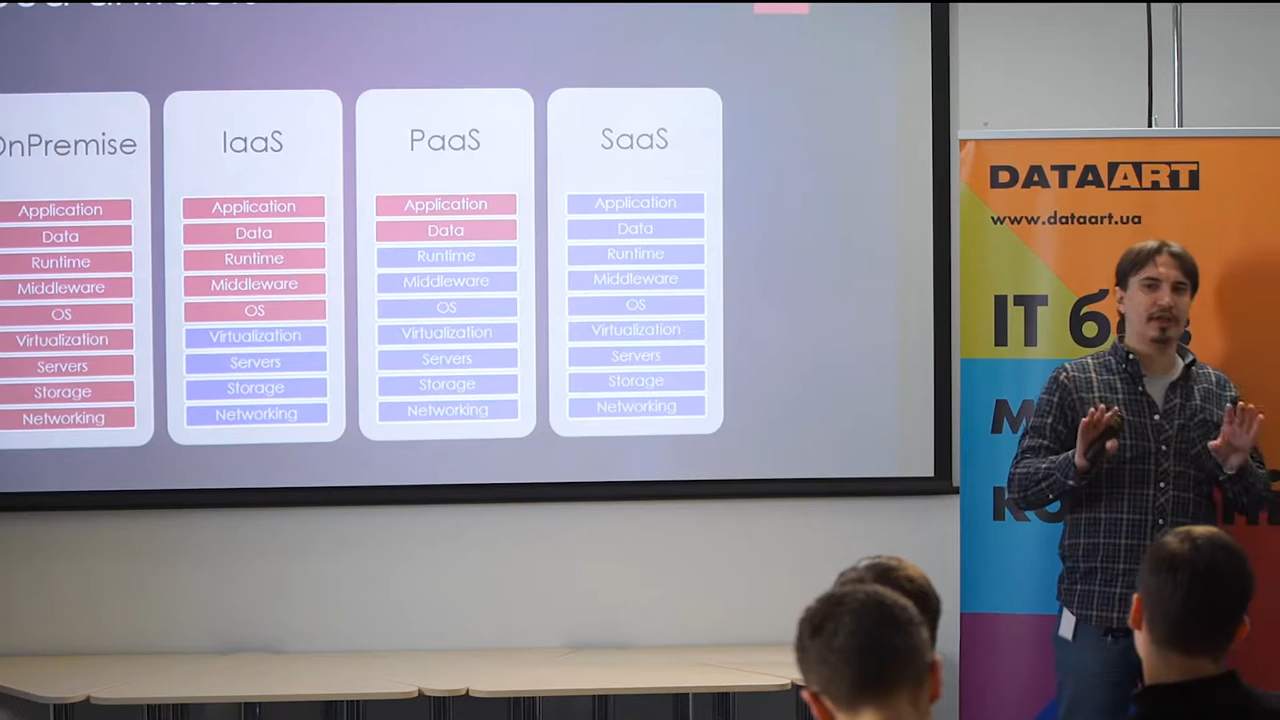 OnPremise
Application
Data
Runtime
Middleware
OS
Virtualization
Servers
Storage
Networking
IaaS
Application
Data
Runtime
Middleware
OS
Virtualization
Servers
Storage
Networking
PaaS
Application
Data
Runtime
Middleware
OS
Virtualization
Servers
Storage
Networking
SaaS
Application
Data
Runtime
Middleware
OS
Virtualization
Servers
Storage
Networking
DATAART
www.dataart.ua
IT